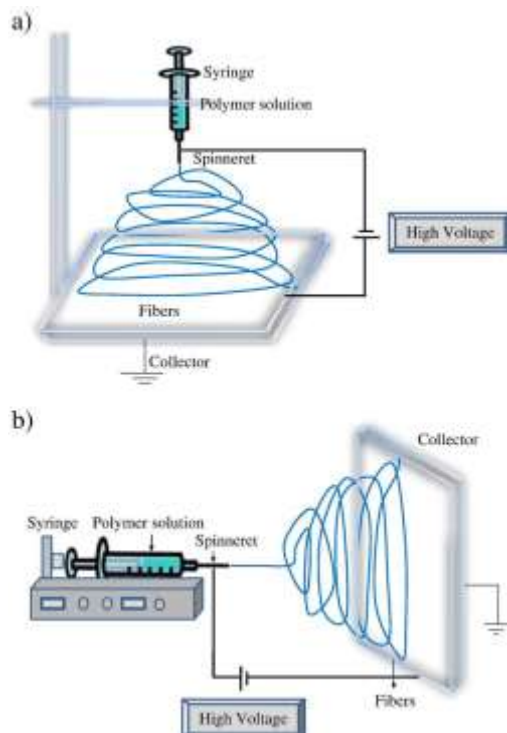 a)
Syringe
Polymer solution
Spinneret
High Voltage
Fibers
Collector
b)
Collector
Syringe Polymer solution
Spinneret
Fibers
High Voltage